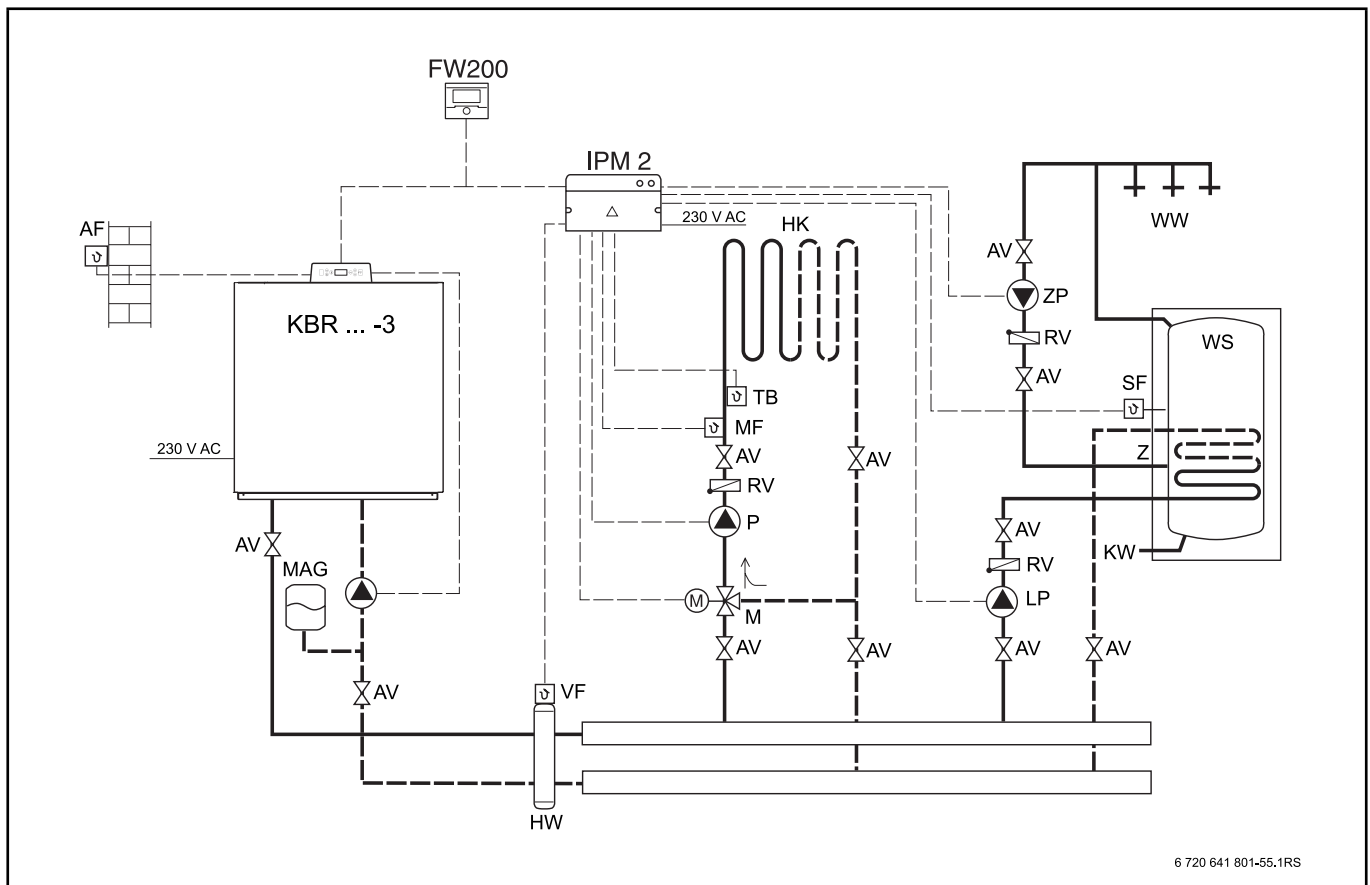 FW200
IPM 2
AF
230 V AC
HK
WW
AV
ZP
KBR ... -3
RV
WS
AV
SF
TB
MF
230 V AC
AV
AV
Z
RV
P
AV
KW
AV
RV
MAG
LP
M
M
AV
AV
AV
AV
AV
VF
HW
6 720 641 801-55.1RS